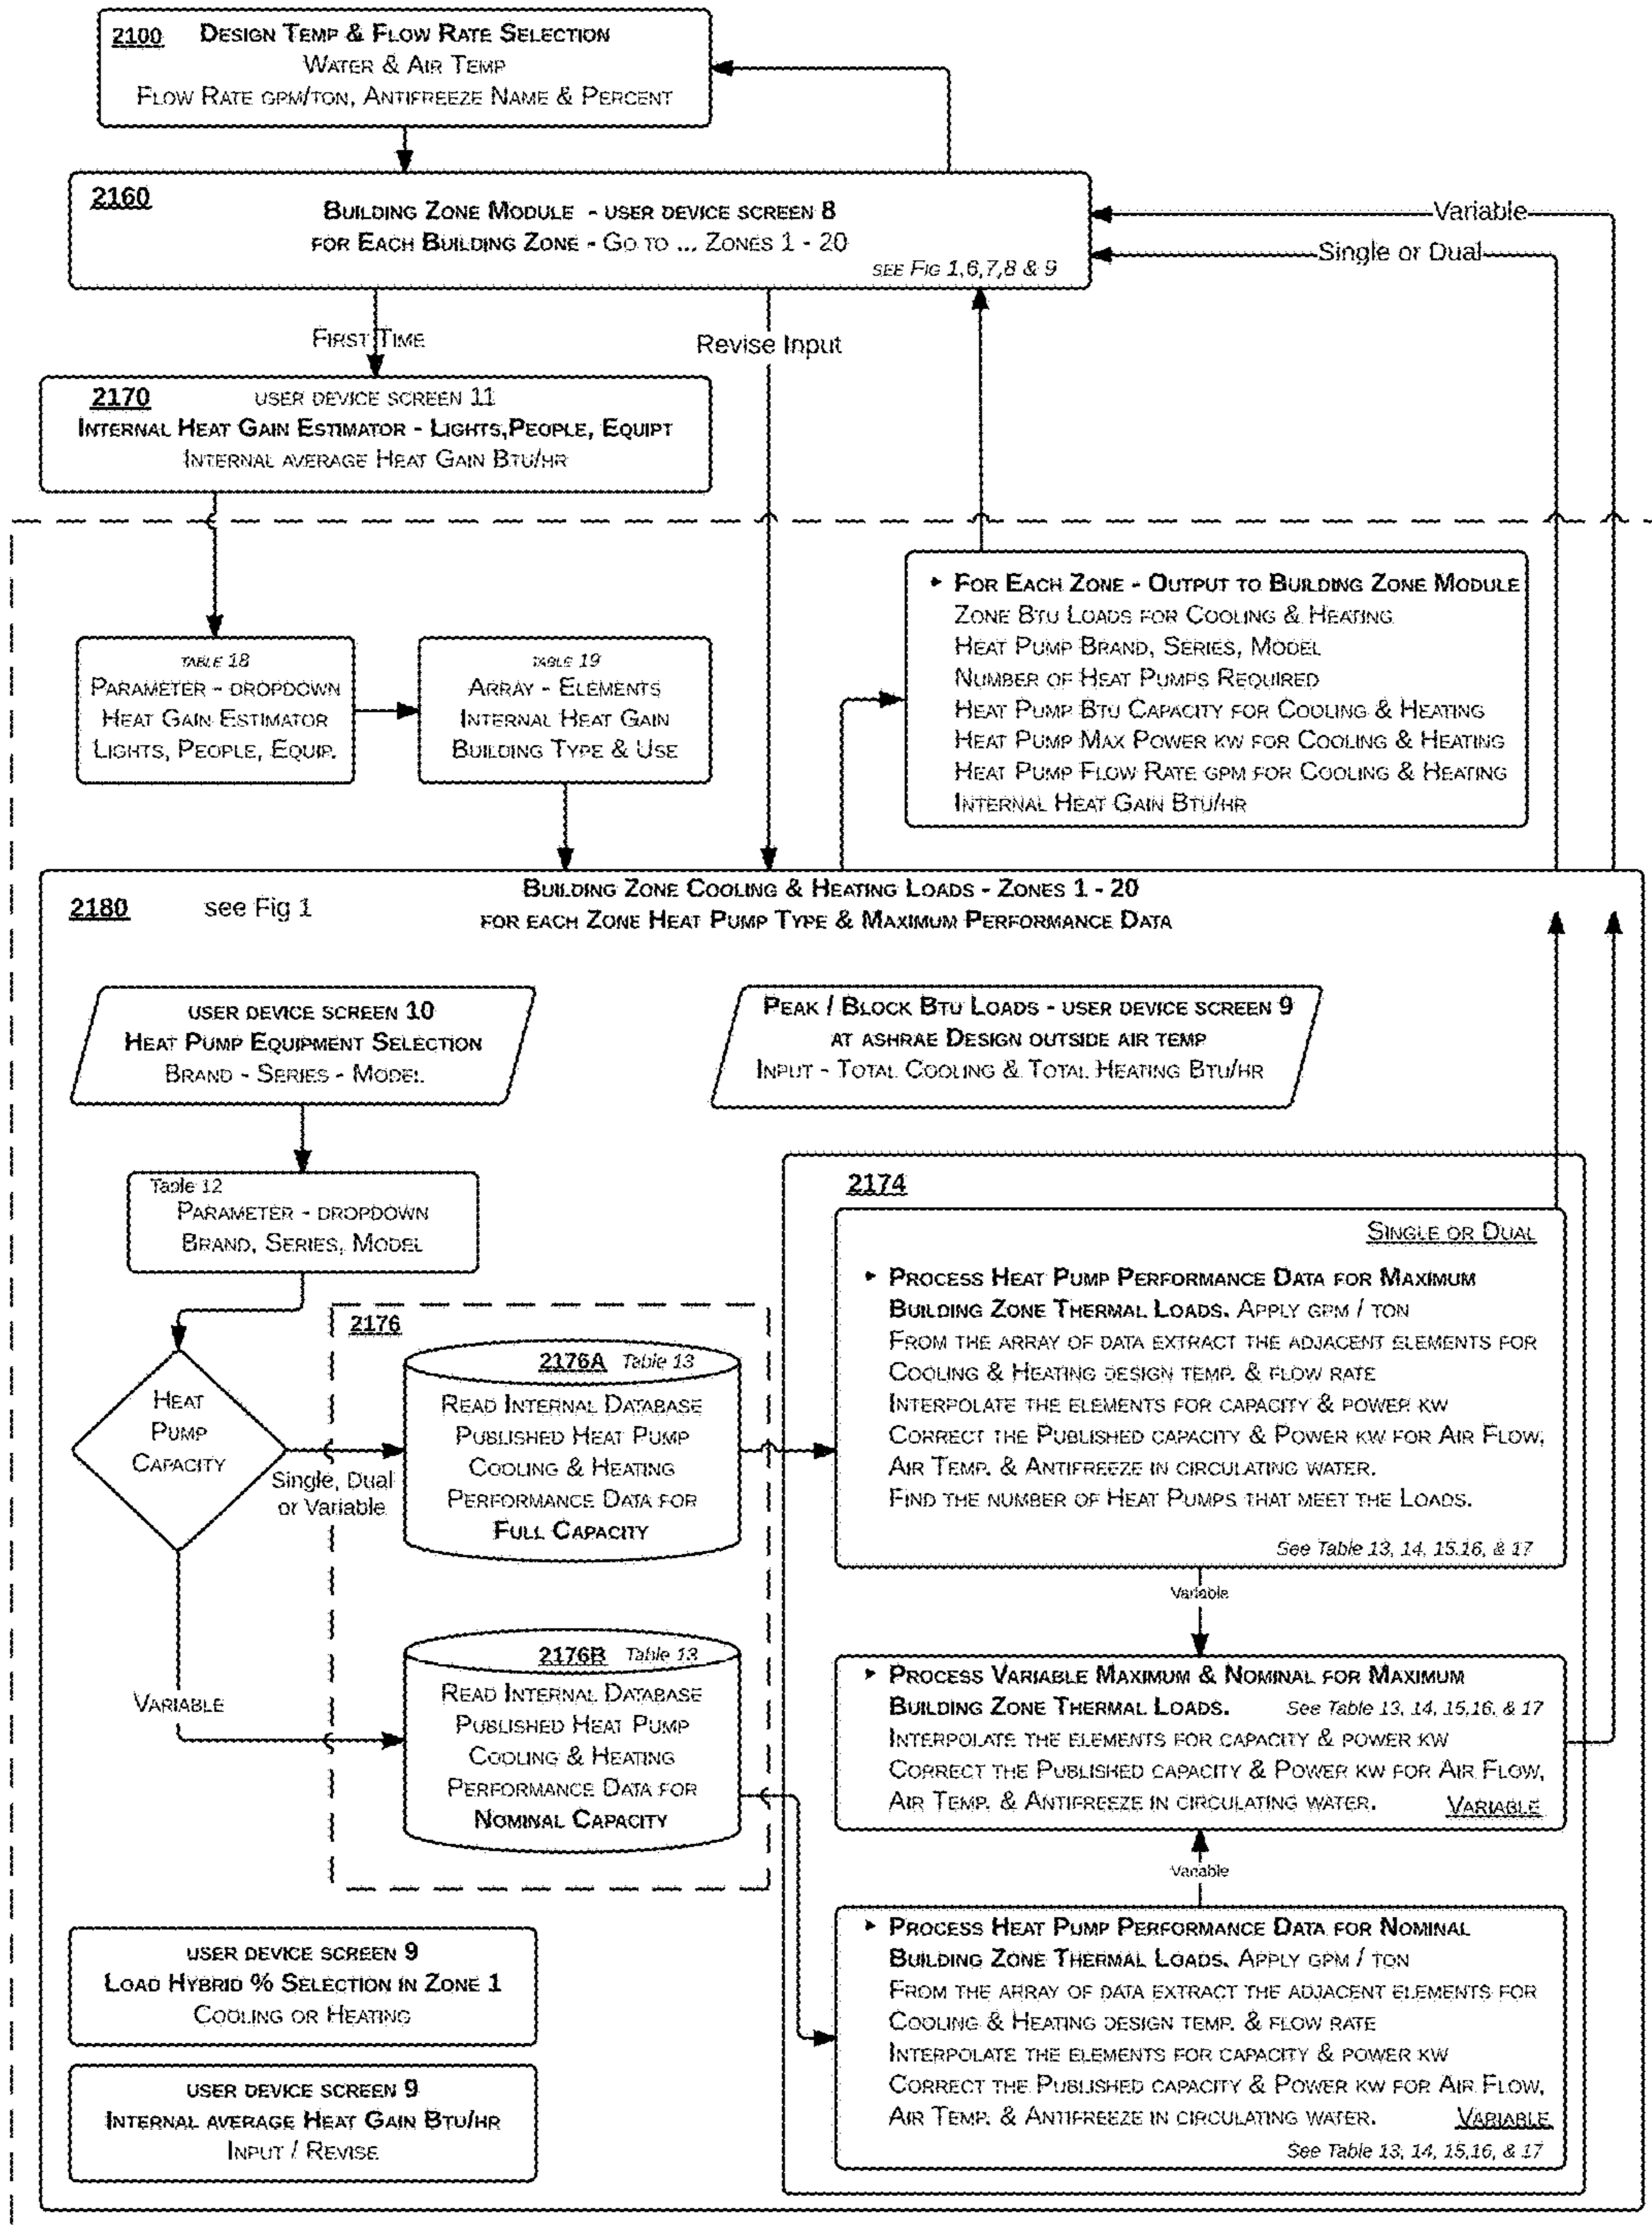 2100 Design Temp & Flow Rate Selection
Water & Air Temp
Flow Rate gpm/ton, Antifreeze Name & Percent
2160
Building Zone Module - user device screen 8
for Each Building Zone - Go to ... Zones 1 - 20
see Fig 1,6,7,8 & 9
Variable
Single or Dual
First Time
Revise Input
2170 user device screen 11
Internal Heat Gain Estimator - Lights,People, Equipt
Internal average Heat Gain Btu/hr
► For Each Zone - Output to Building Zone Module
Zone Btu Loads for Cooling & Heating
Heat Pump Brand, Series, Model
Number of Heat Pumps Required
Heat Pump Btu Capacity for Cooling & Heating
Heat Pump Max Power kw for Cooling & Heating
Heat Pump Flow Rate gpm for Cooling & Heating
Internal Heat Gain Btu/hr
table 18
Parameter - dropdown
Heat Gain Estimator
Lights, People, Equip.
table 19
Array - Elements
Internal Heat Gain
Building Type & Use
2180 see Fig 1
Building Zone Cooling & Heating Loads - Zones 1 - 20
for each Zone Heat Pump Type & Maximum Performance Data
user device screen 10
Heat Pump Equipment Selection
Brand - Series - Model
Peak / Block Btu Loads - user device screen 9
at ashrae Design outside air temp
Input - Total Cooling & Total Heating Btu/hr
Table 12
Parameter - dropdown
Brand, Series, Model
Heat
Pump
Capacity
Single, Dual
or Variable
Variable
2176
2176A Table 13
Read Internal Database
Published Heat Pump
Cooling & Heating
Performance Data for
Full Capacity
2176B Table 13
Read Internal Database
Published Heat Pump
Cooling & Heating
Performance Data for
Nominal Capacity
2174
Single or Dual
► Process Heat Pump Performance Data for Maximum
Building Zone Thermal Loads. Apply gpm / ton
From the array of data extract the adjacent elements for
Cooling & Heating design temp. & flow rate
Interpolate the elements for capacity & power kw
Correct the Published capacity & Power kw for Air Flow,
Air Temp. & Antifreeze in circulating water.
Find the number of Heat Pumps that meet the Loads.
See Table 13, 14, 15.16, & 17
Variable
► Process Variable Maximum & Nominal for Maximum
Building Zone Thermal Loads. See Table 13, 14, 15,16, & 17
Interpolate the elements for capacity & power kw
Correct the Published capacity & Power kw for Air Flow,
Air Temp. & Antifreeze in circulating water. Variable
Variable
► Process Heat Pump Performance Data for Nominal
Building Zone Thermal Loads. Apply gpm / ton
From the array of data extract the adjacent elements for
Cooling & Heating design temp. & flow rate
Interpolate the elements for capacity & power kw
Correct the Published capacity & Power kw for Air Flow,
Air Temp. & Antifreeze in circulating water. Variable
See Table 13, 14, 15,16, & 17
user device screen 9
Load Hybrid % Selection in Zone 1
Cooling or Heating
user device screen 9
Internal average Heat Gain Btu/hr
Input / Revise